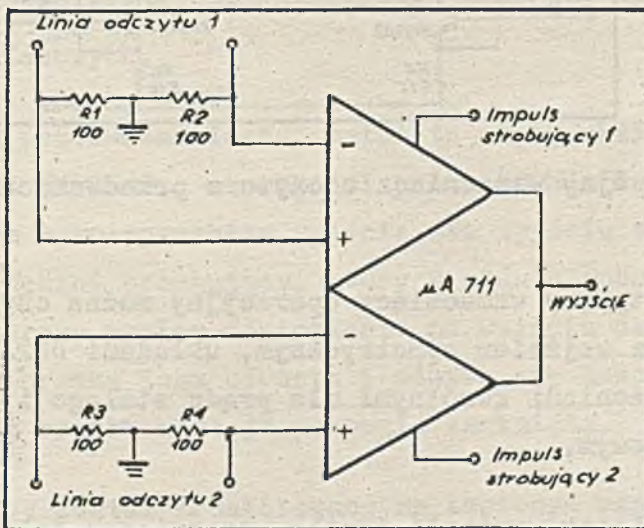 Linia odczytu 1
R1
100
R2
100
-
+
Impuls
strobujący 1
μA 711
WYJŚCIE
-
+
R3
100
R4
100
Impuls
strobujący 2
Linia odczytu 2